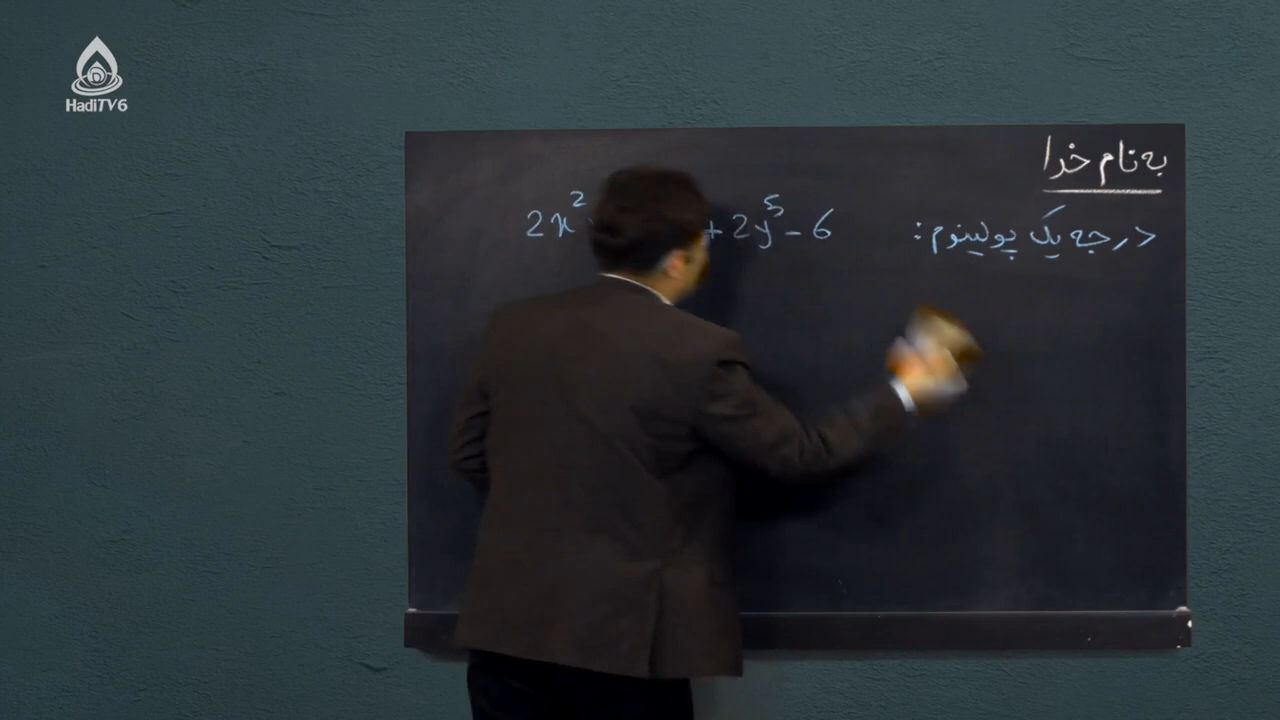 HadiTV6
به نام خدا
درجه یک پولینوم:
2x² + 2y⁵ - 6